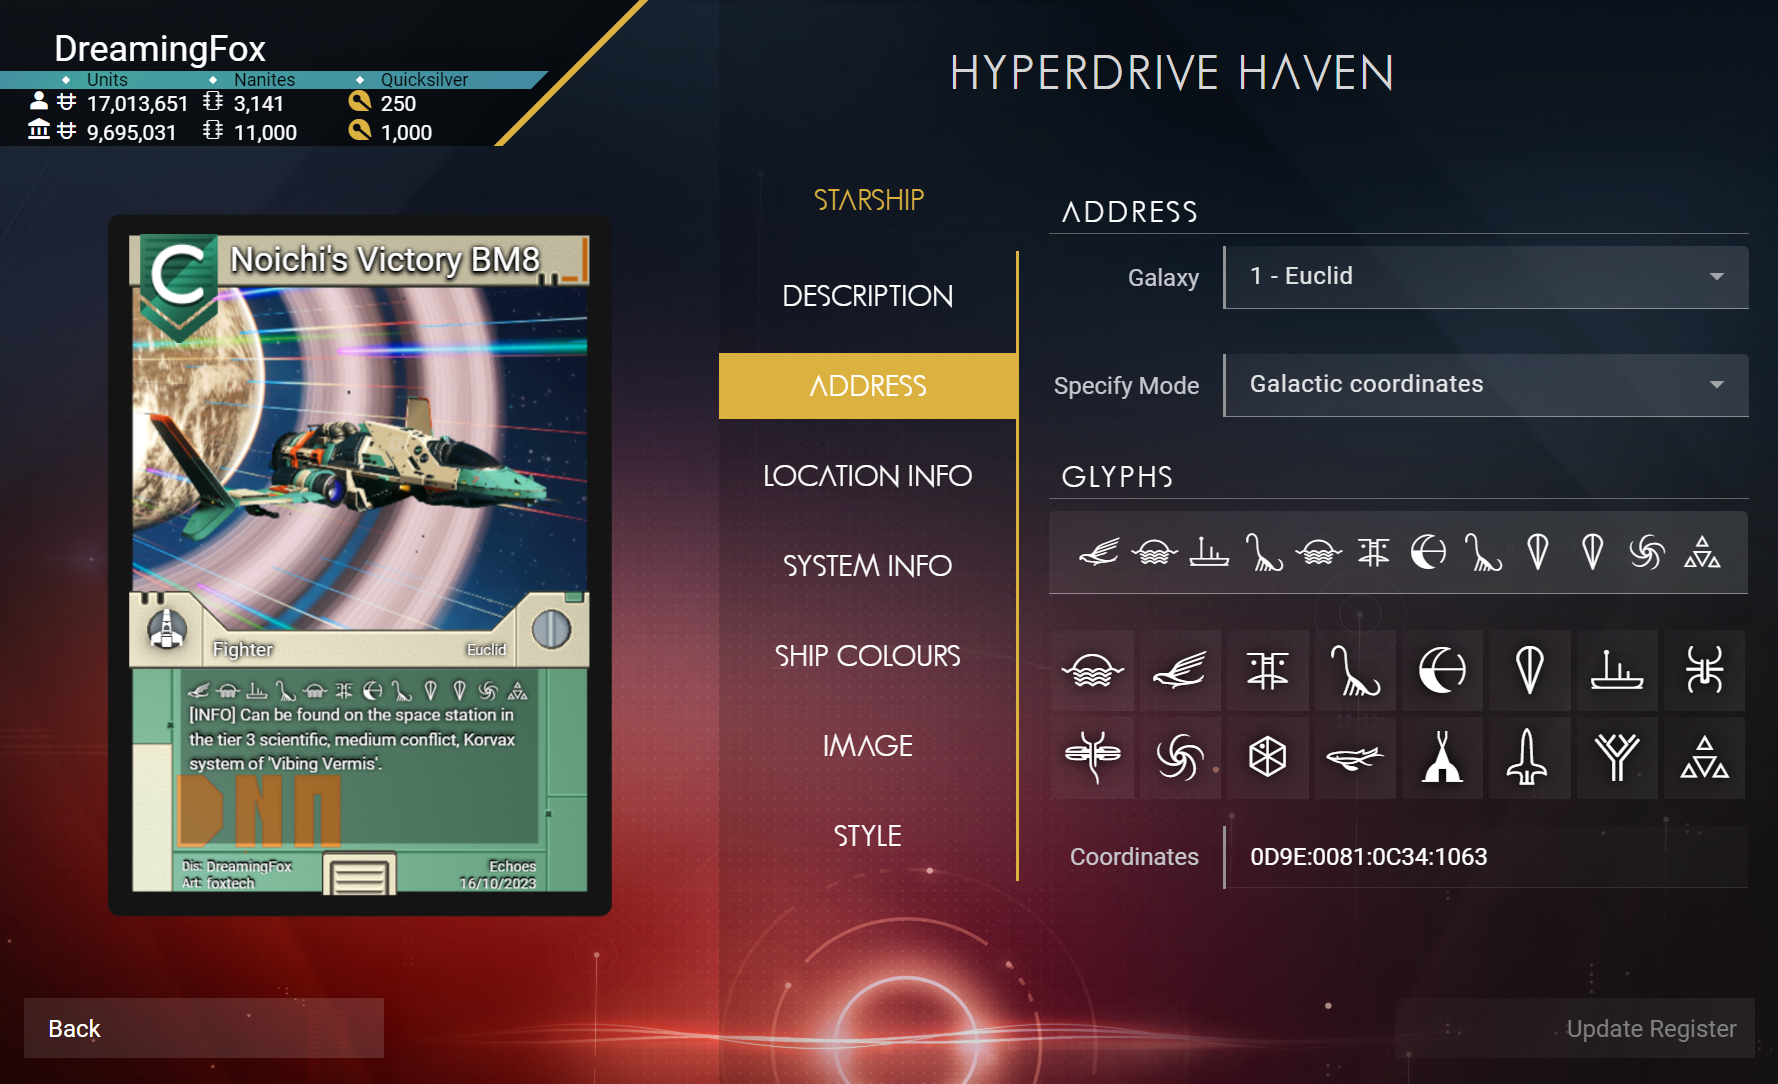 DreamingFox
Units Nanites Quicksilver
17,013,651 3,141 250
9,695,031 11,000 1,000
HYPERDRIVE HAVEN
C
Noichi's Victory BM8
Fighter
Euclid
[INFO] Can be found on the space station in
the tier 3 scientific, medium conflict, Korvax
system of 'Vibing Vermis'.
Dis: DreamingFox
Art: foxtech
Echoes
16/10/2023
STARSHIP
DESCRIPTION
ADDRESS
LOCATION INFO
SYSTEM INFO
SHIP COLOURS
IMAGE
STYLE
ADDRESS
Galaxy 1 - Euclid
Specify Mode Galactic coordinates
GLYPHS
Coordinates 0D9E:0081:0C34:1063
Back
Update Register